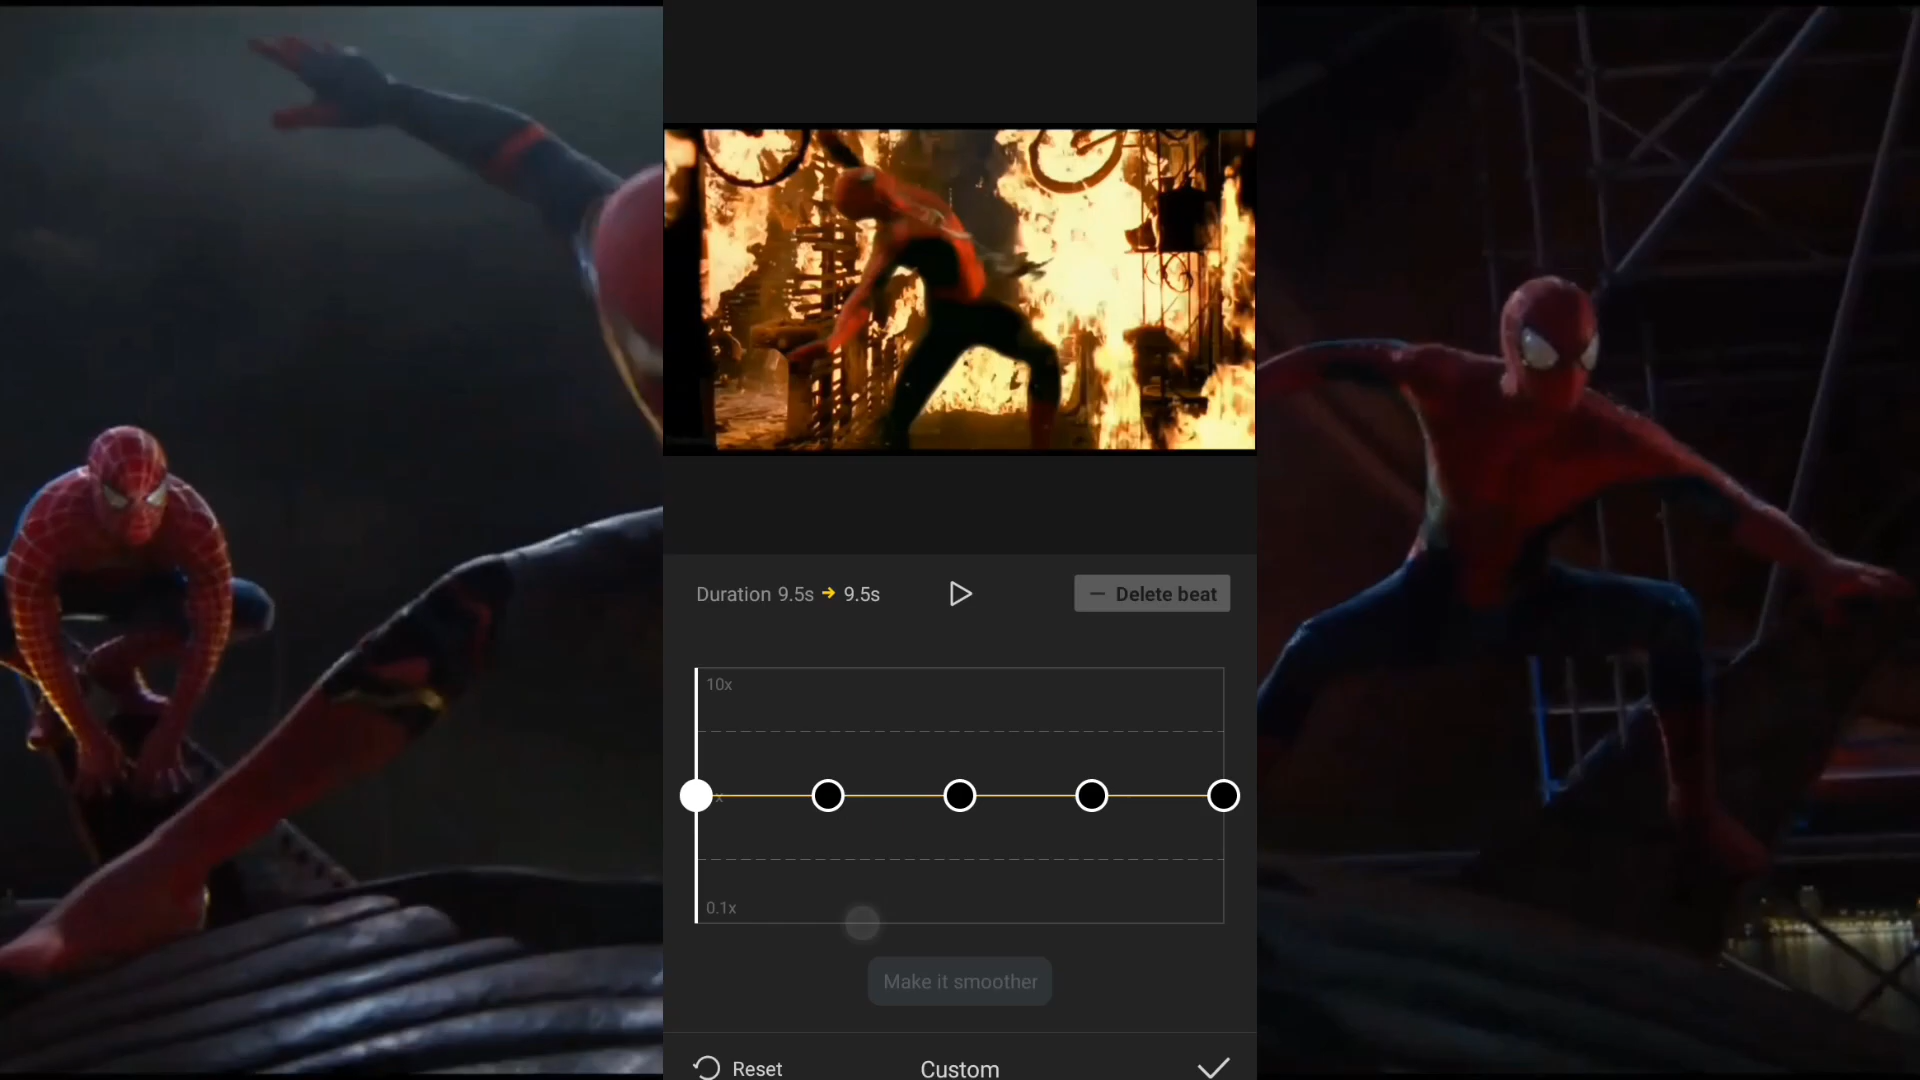 Duration 9.5s → 9.5s
— Delete beat
10x
x
0.1x
Make it smoother
Reset
Custom